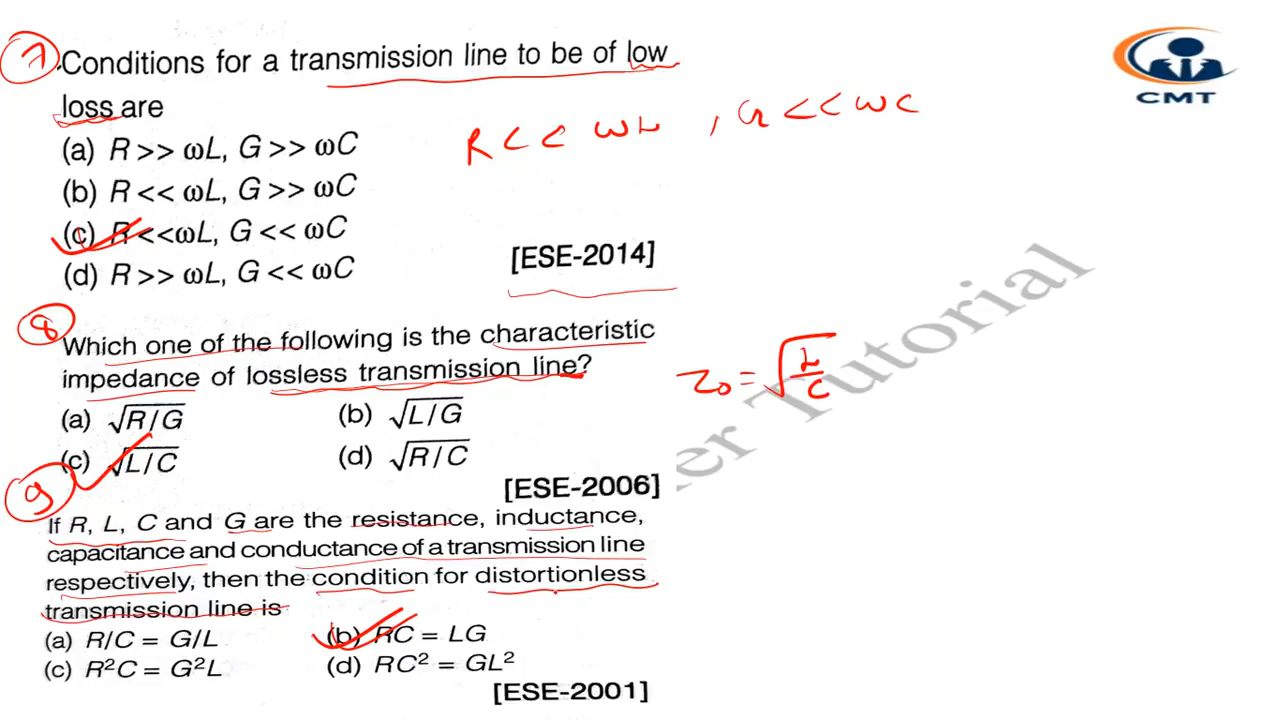 7
Conditions for a transmission line to be of low
loss are
(a) R >> ωL, G >> ωC
(b) R << ωL, G >> ωC
(c) R <<ωL, G << ωC
(d) R >> ωL, G << ωC
[ESE-2014]
R << ωL , G << ωC
CMT
8
Which one of the following is the characteristic
impedance of lossless transmission line?
(a) √R/G (b) √L/G
(c) √L/C (d) √R/C
[ESE-2006]
Z0 = √L/C
9
If R, L, C and G are the resistance, inductance,
capacitance and conductance of a transmission line
respectively, then the condition for distortionless
transmission line is
(a) R/C = G/L (b) RC = LG
(c) R²C = G²L (d) RC² = GL²
[ESE-2001]
Tutorial